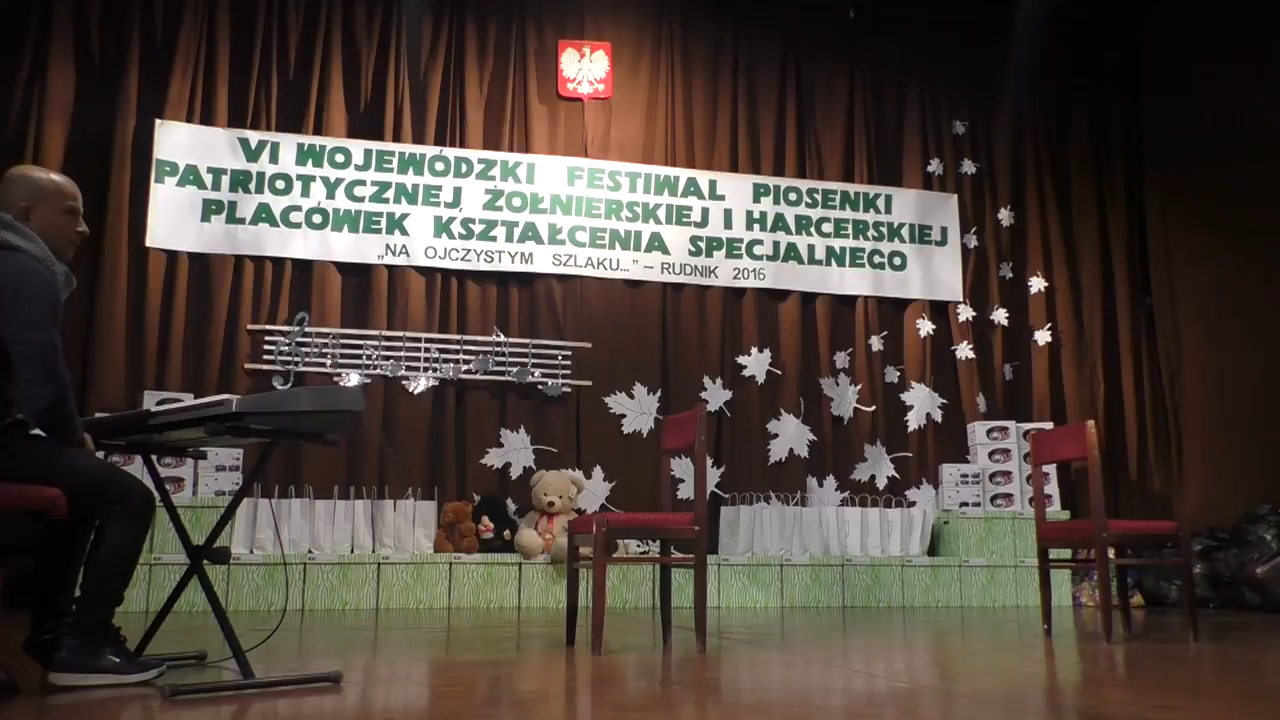 VI WOJEWÓDZKI FESTIWAL PIOSENKI
PATRIOTYCZNEJ, ŻOŁNIERSKIEJ I HARCERSKIEJ
PLACÓWEK KSZTAŁCENIA SPECJALNEGO
„NA OJCZYSTYM SZLAKU..." – RUDNIK 2016